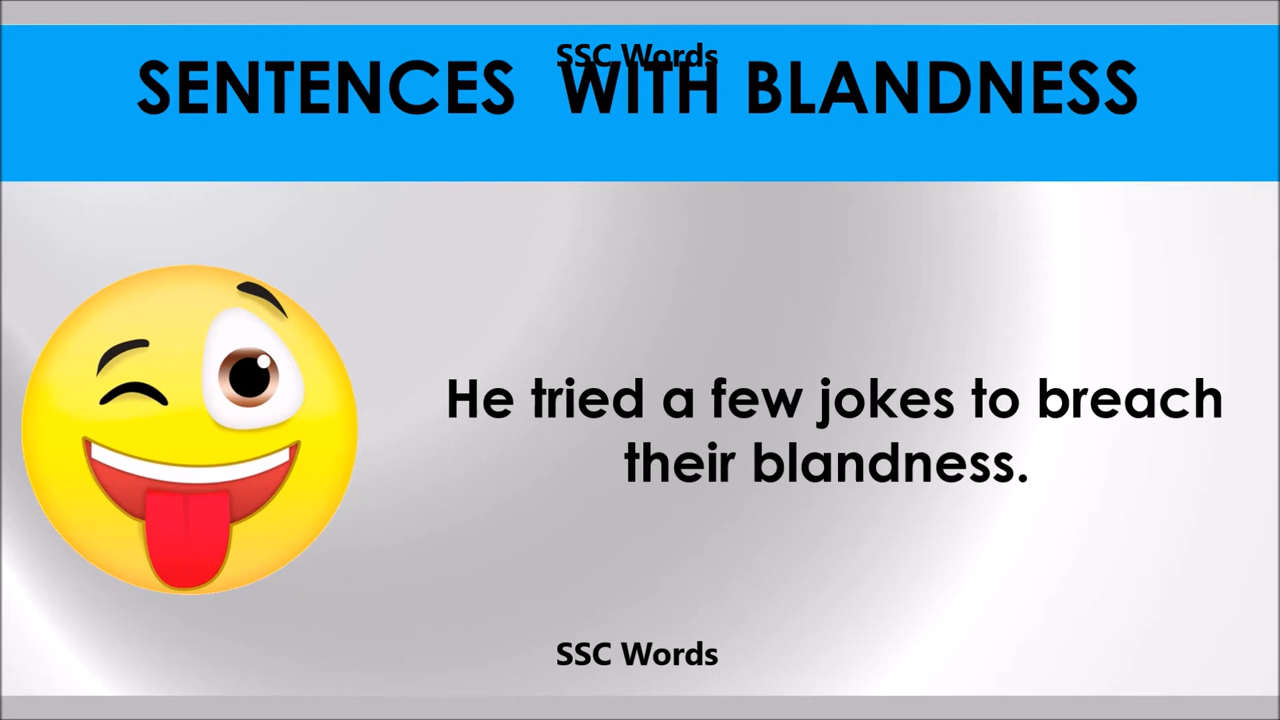 SSC Words
SENTENCES WITH BLANDNESS
He tried a few jokes to breach
their blandness.
SSC Words